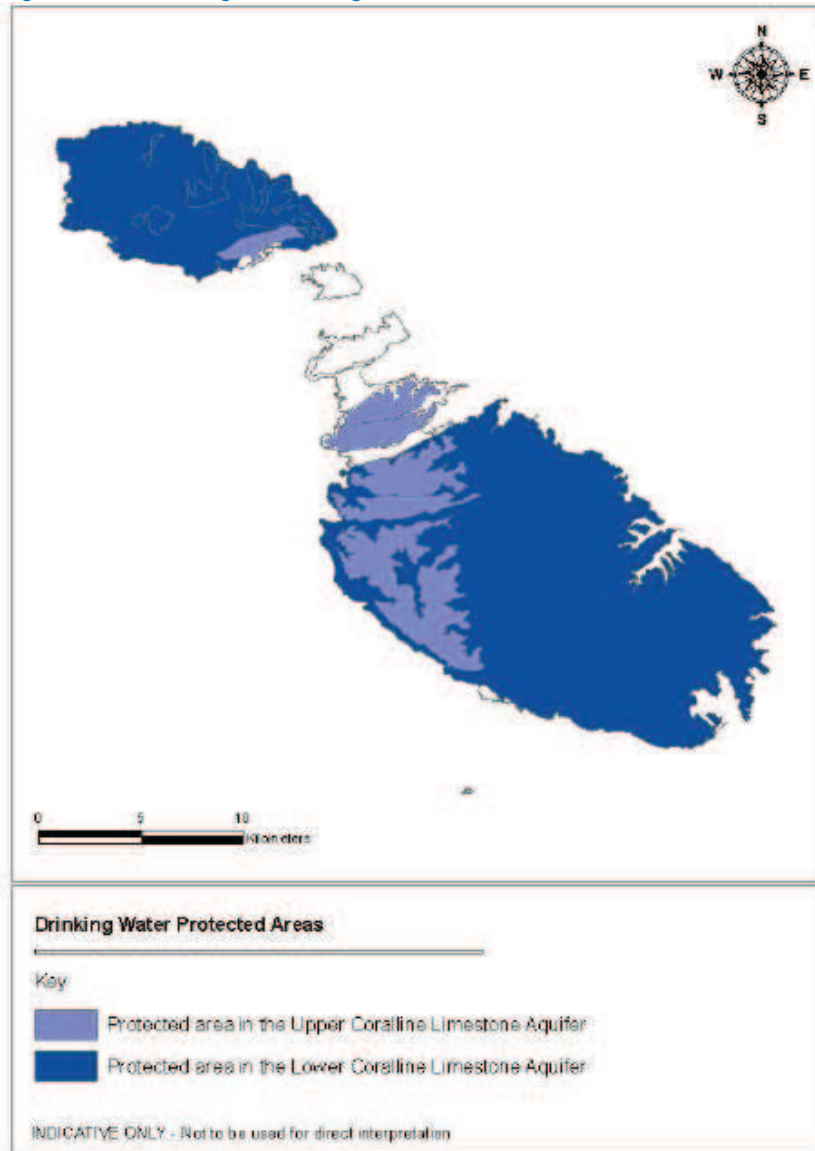 N
W E
S
0 5 10
Kilometers
Drinking Water Protected Areas
Key
Protected area in the Upper Coralline Limestone Aquifer
Protected area in the Lower Coralline Limestone Aquifer
INDICATIVE ONLY - Not to be used for direct interpretation